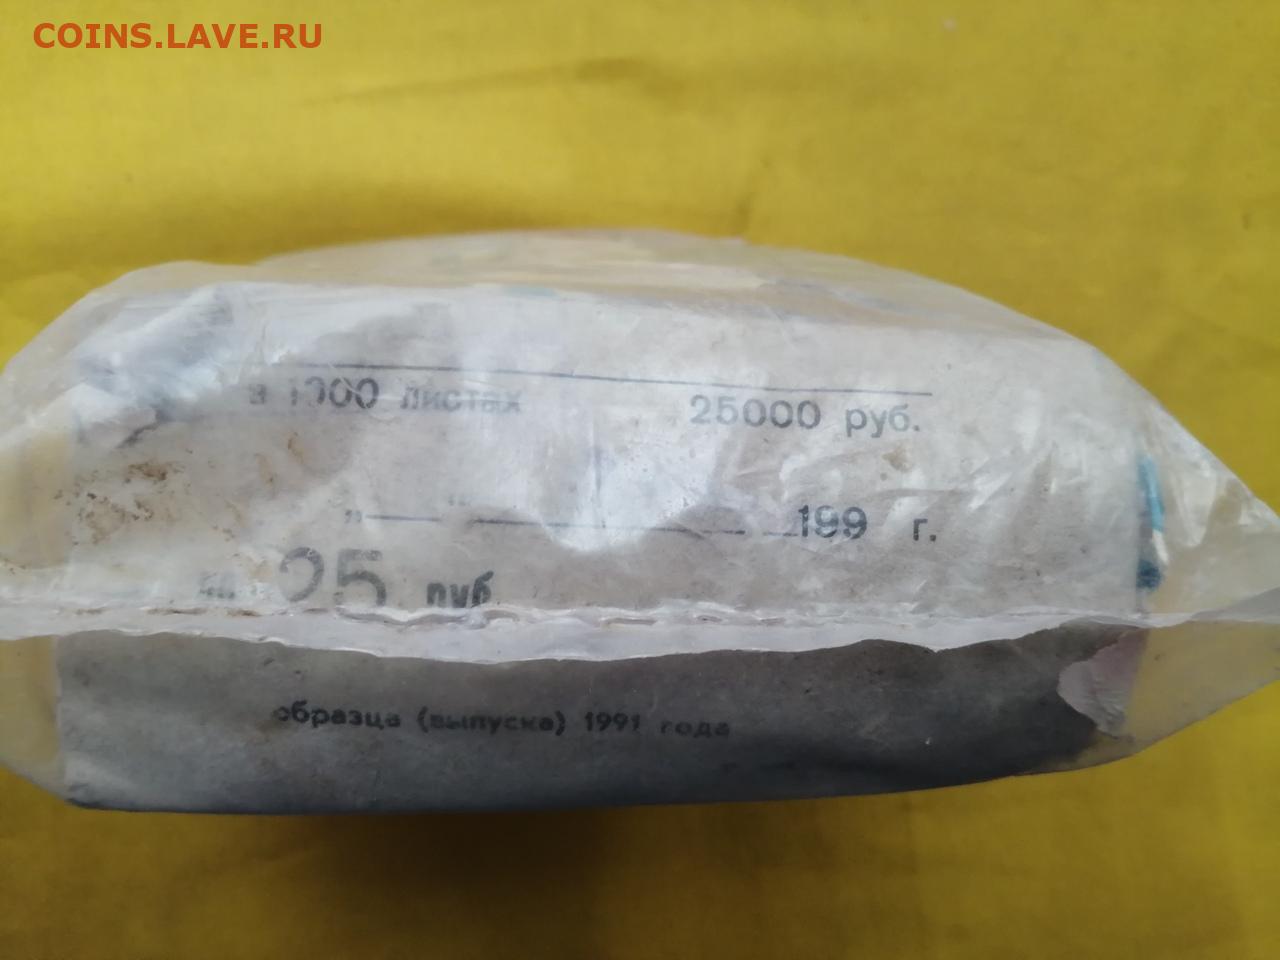 COINS.LAVE.RU
в 1000 листах 25000 руб.
„ “ 199 г.
25 руб.
образца (выпуска) 1991 года